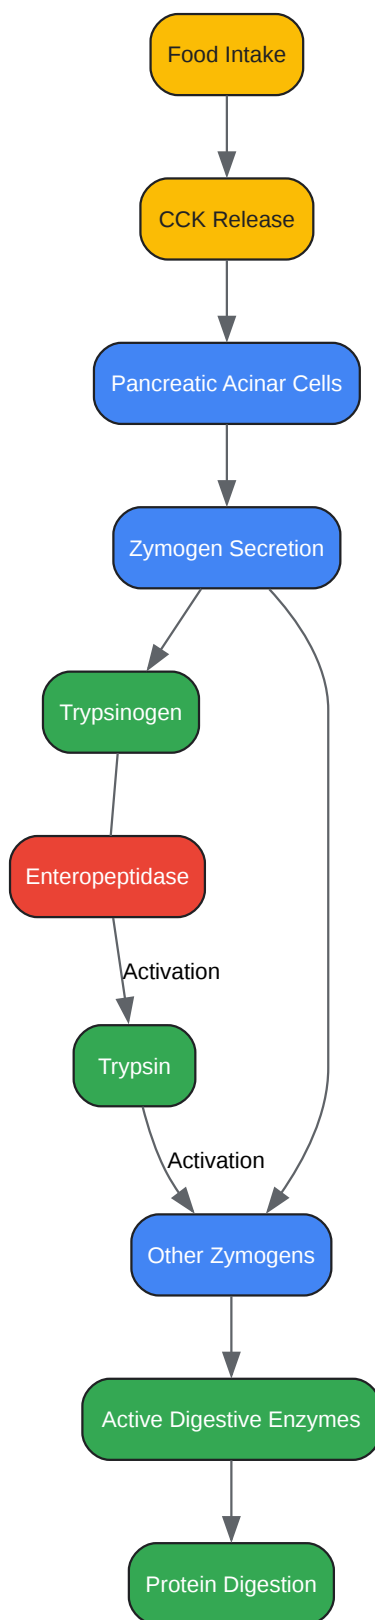 Food Intake
CCK Release
Pancreatic Acinar Cells
Zymogen Secretion
Trypsinogen
Enteropeptidase
Activation
Trypsin
Activation
Other Zymogens
Active Digestive Enzymes
Protein Digestion